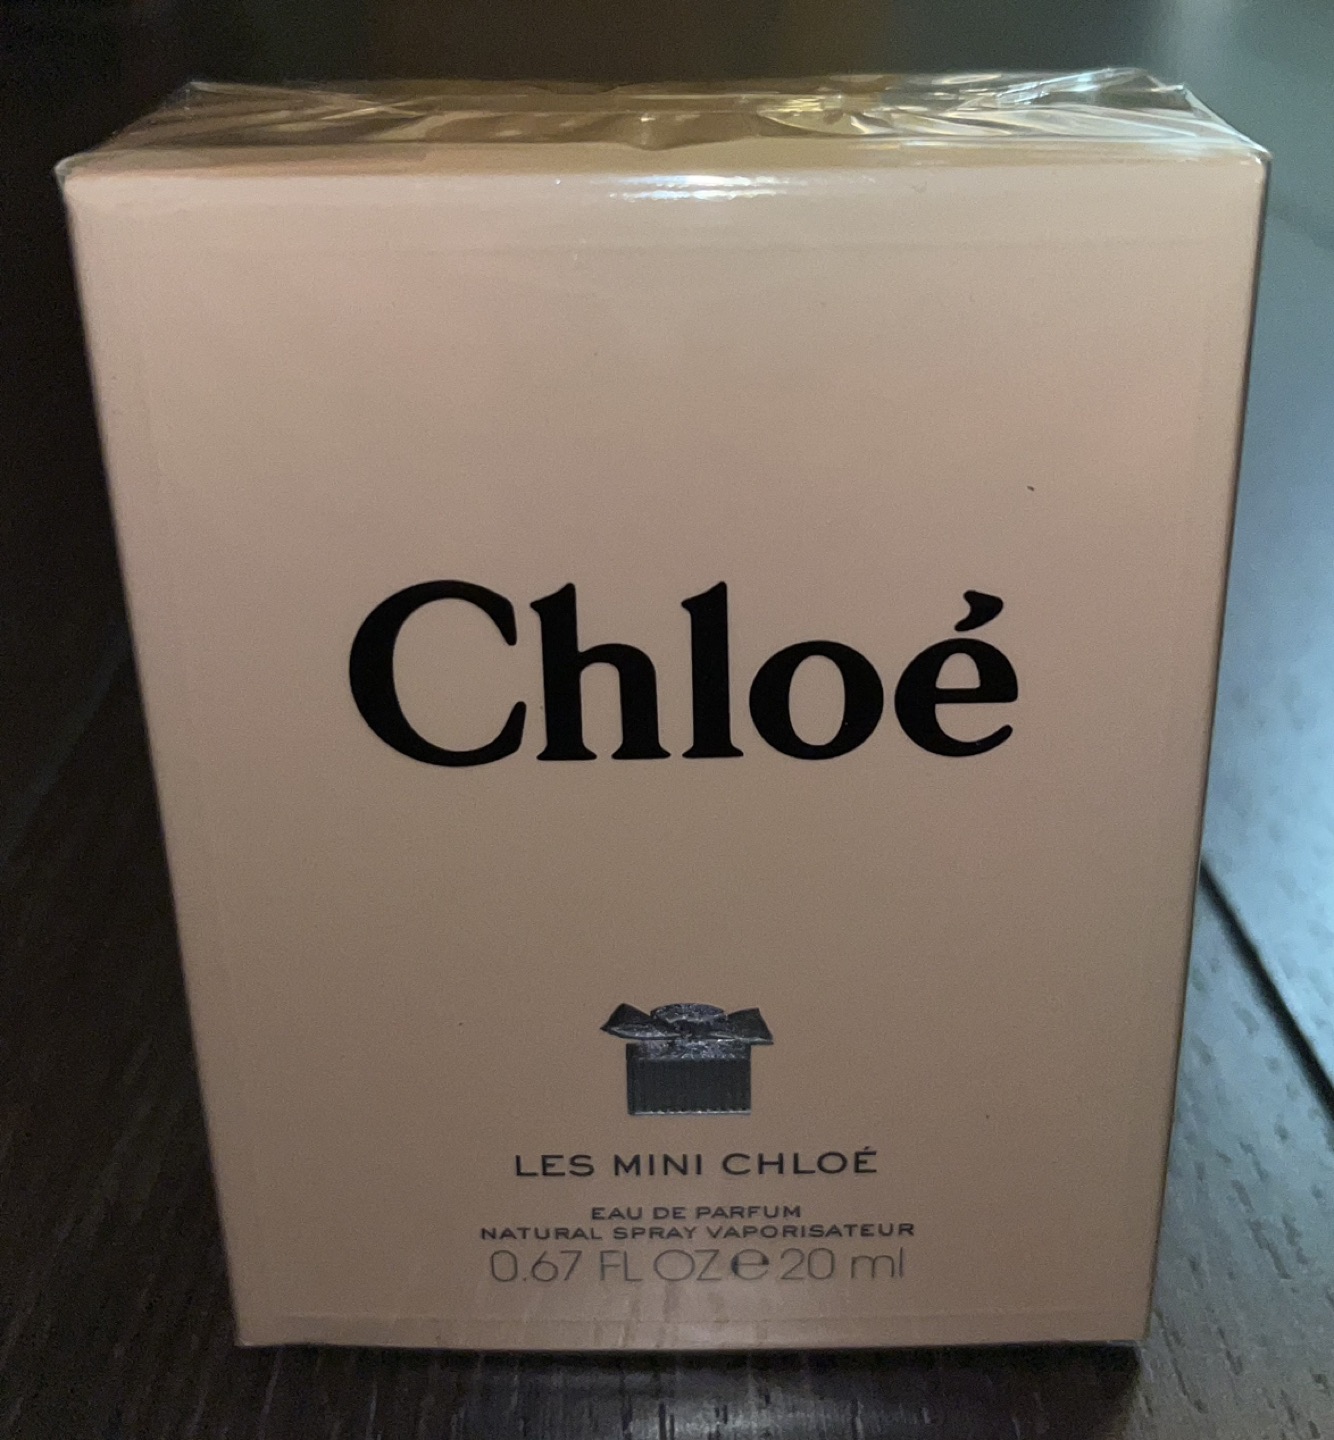 Chloé
LES MINI CHLOÉ
EAU DE PARFUM
NATURAL SPRAY VAPORISATEUR
0.67 FL OZ e 20 ml